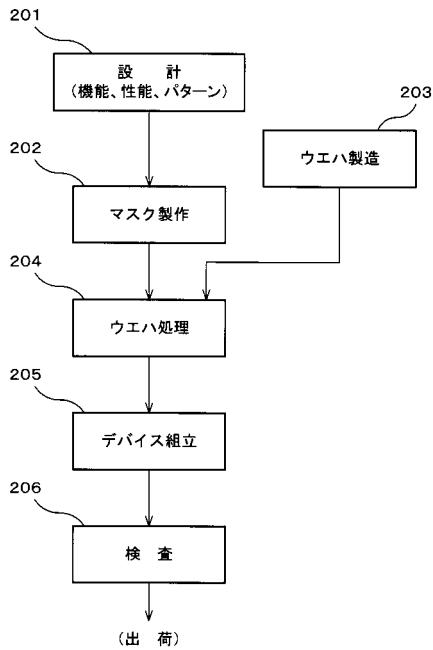 201
設 計
(機能、性能、パターン)
203
ウエハ製造
202
マスク製作
204
ウエハ処理
205
デバイス組立
206
検 査
(出 荷)